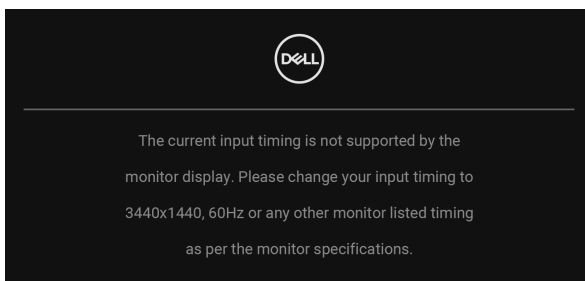 DELL
The current input timing is not supported by the
monitor display. Please change your input timing to
3440x1440, 60Hz or any other monitor listed timing
as per the monitor specifications.